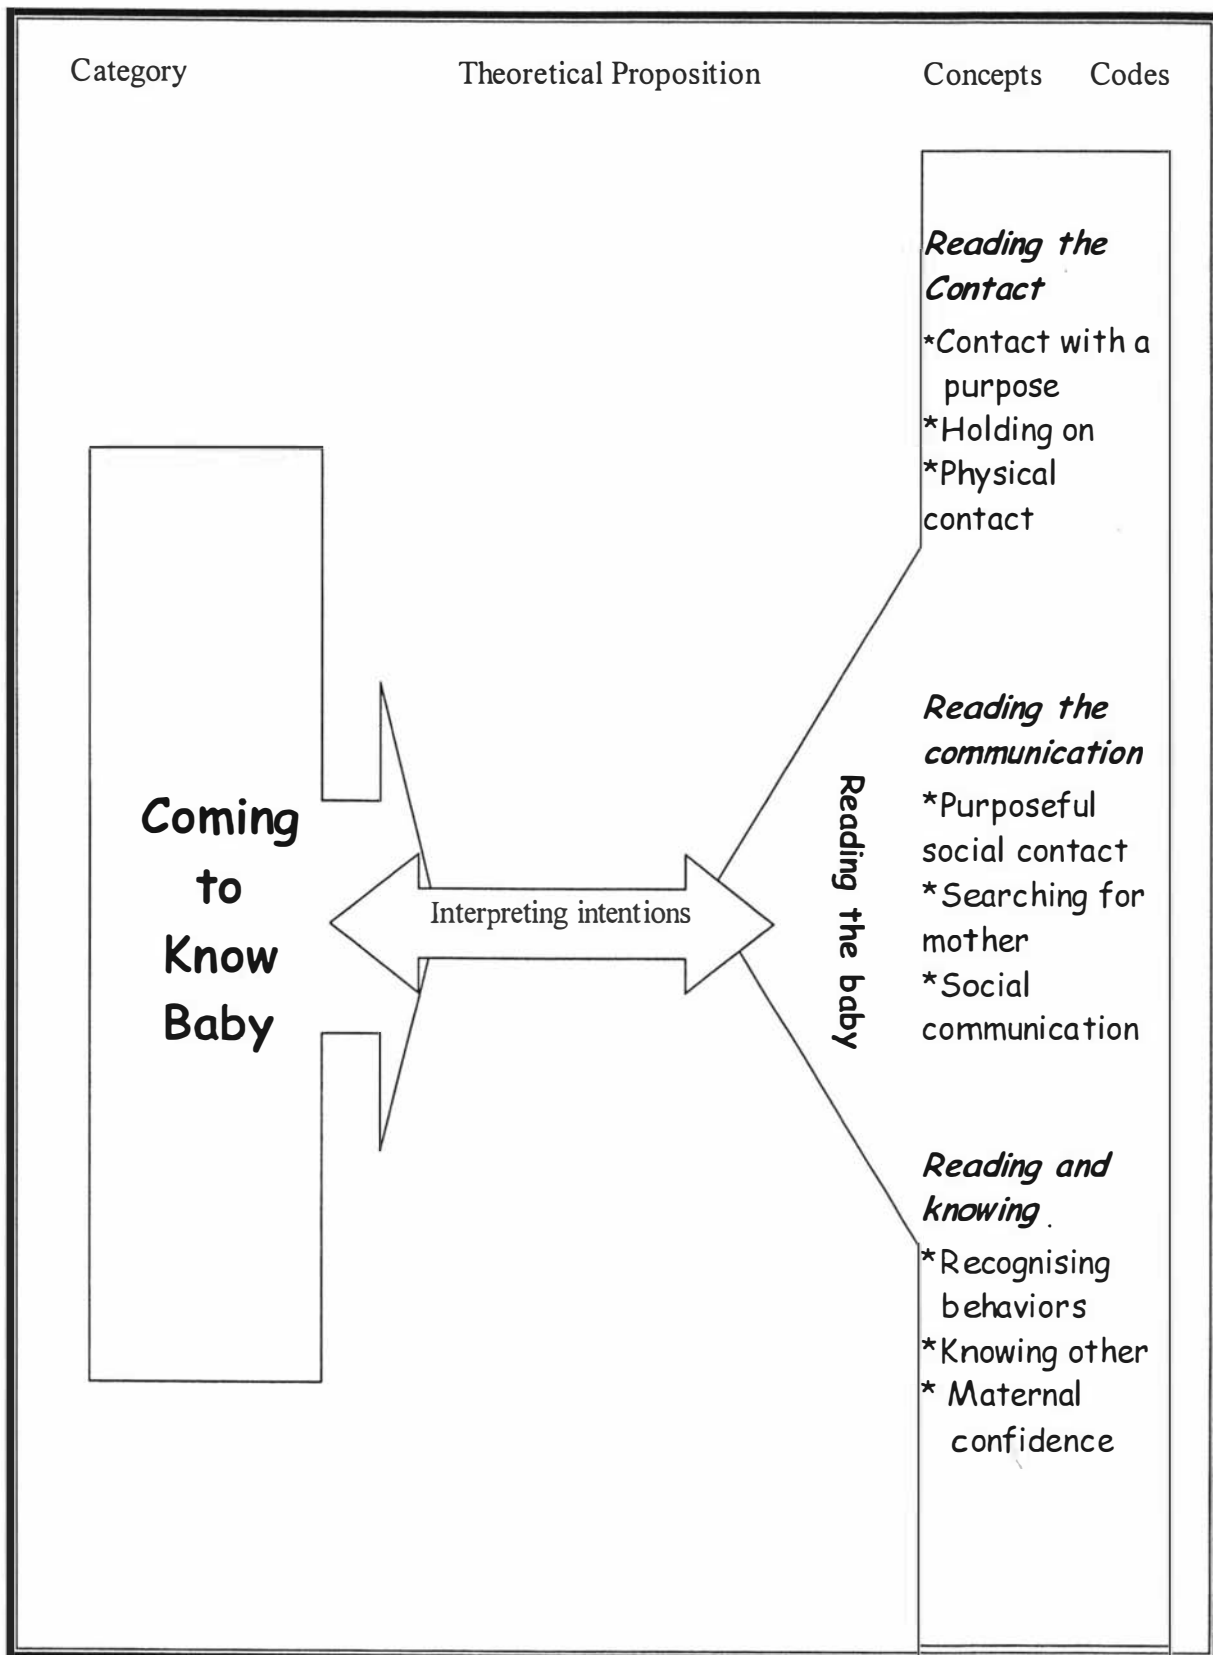 Category
Theoretical Proposition
Concepts
Codes
Coming
to
Know
Baby
Interpreting intentions
Reading the baby
Reading the
Contact
*Contact with a
purpose
*Holding on
*Physical
contact
Reading the
communication
*Purposeful
social contact
*Searching for
mother
*Social
communication
Reading and
knowing
*Recognising
behaviors
*Knowing other
* Maternal
confidence